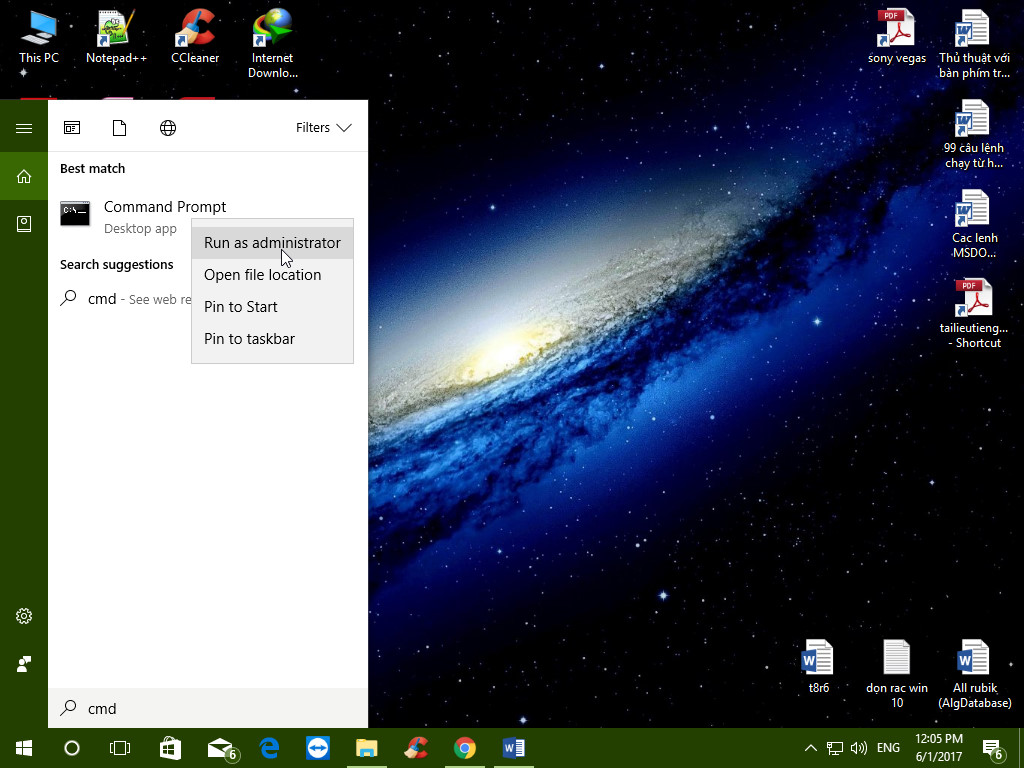 This PC
Notepad++
CCleaner
Internet
Downlo...
sony vegas
Thủ thuật với
bàn phím tr...
99 câu lệnh
chạy từ h...
Cac lenh
MSDO...
tailieutieng...
- Shortcut
Filters
Best match
C:\._
Command Prompt
Desktop app
Run as administrator
Open file location
Pin to Start
Pin to taskbar
Search suggestions
cmd - See web re
t8r6
dọn rac win
10
All rubik
(AlgDatabase)
cmd
6
ENG
12:05 PM
6/1/2017
6
PDF
PDF